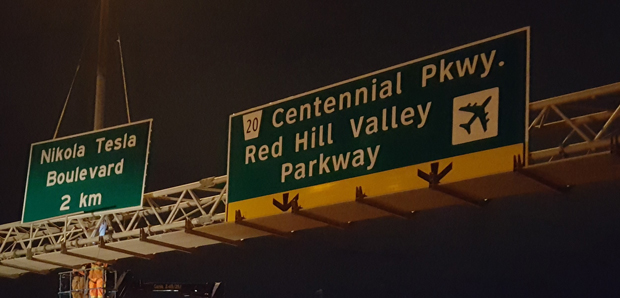 Nikola Tesla
Boulevard
2 km
20 Centennial Pkwy.
Red Hill Valley
Parkway